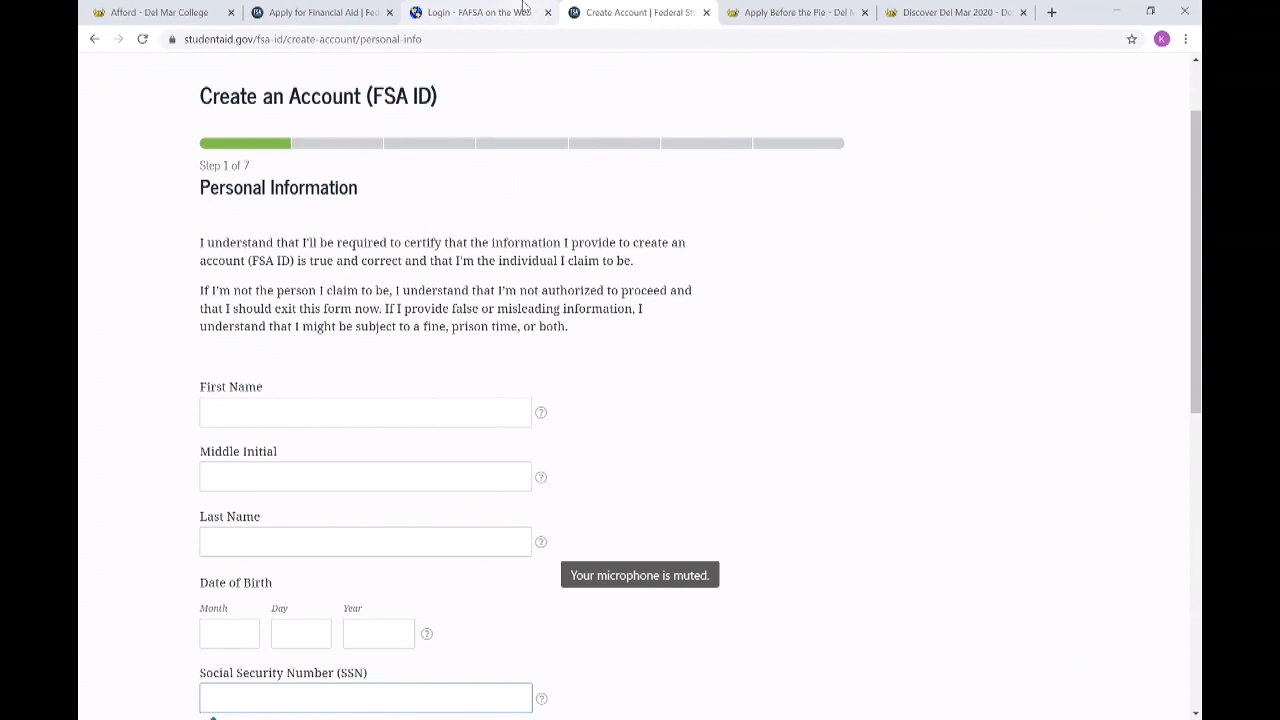 Afford - Del Mar College
Apply for Financial Aid | Fed
Login - FAFSA on the Web
Create Account | Federal St
Apply Before the Pie - Del M
Discover Del Mar 2020 - De
studentaid.gov/fsa-id/create-account/personal-info
K
Create an Account (FSA ID)
Step 1 of 7
Personal Information
I understand that I'll be required to certify that the information I provide to create an
account (FSA ID) is true and correct and that I'm the individual I claim to be.
If I'm not the person I claim to be, I understand that I'm not authorized to proceed and
that I should exit this form now. If I provide false or misleading information, I
understand that I might be subject to a fine, prison time, or both.
First Name
Middle Initial
Last Name
Your microphone is muted.
Date of Birth
Month Day Year
Social Security Number (SSN)